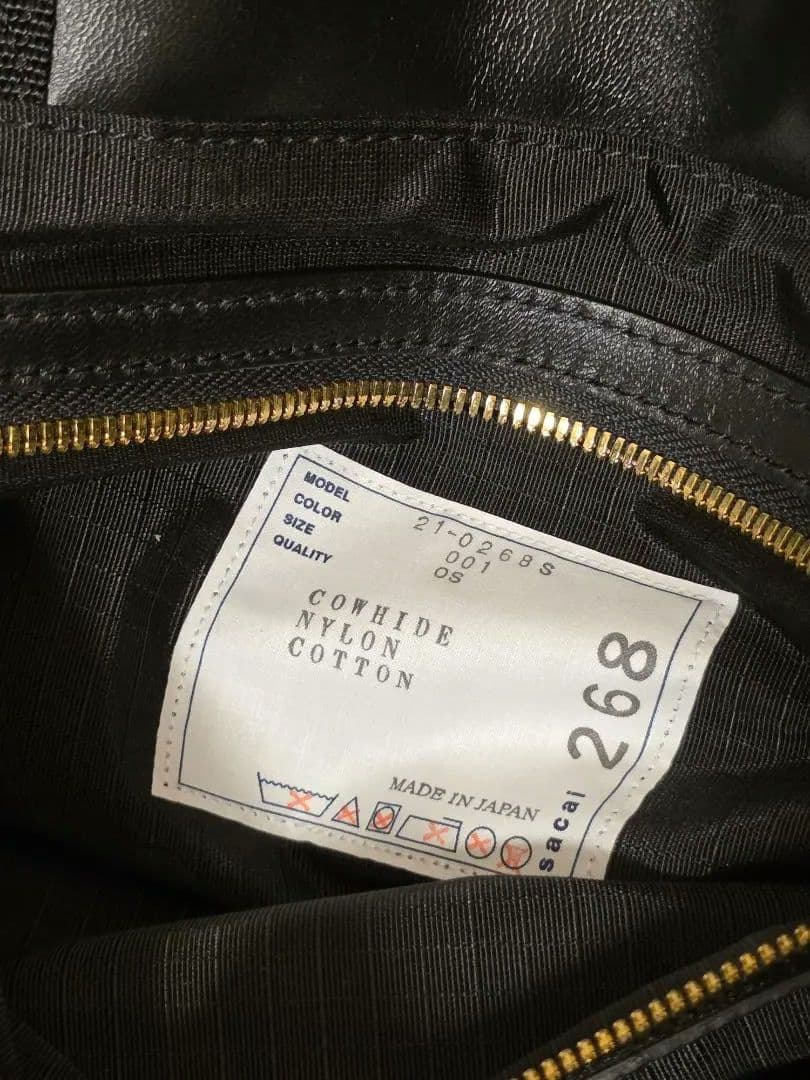 MODEL 21-0268S
COLOR 001
SIZE OS
QUALITY
COWHIDE
NYLON
COTTON
MADE IN JAPAN
sacai 268